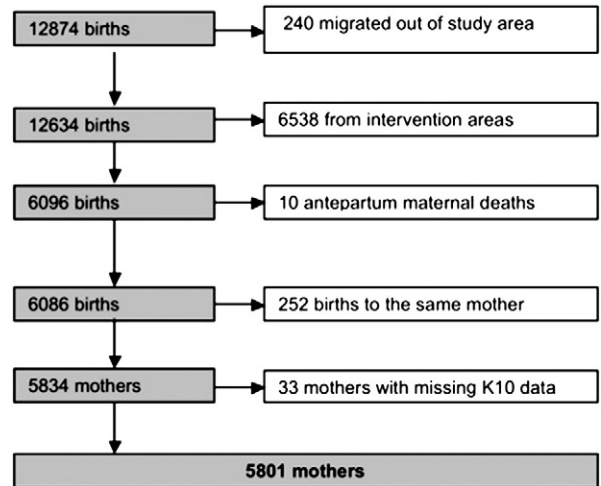 12874 births
240 migrated out of study area
12634 births
6538 from intervention areas
6096 births
10 antepartum maternal deaths
6086 births
252 births to the same mother
5834 mothers
33 mothers with missing K10 data
5801 mothers